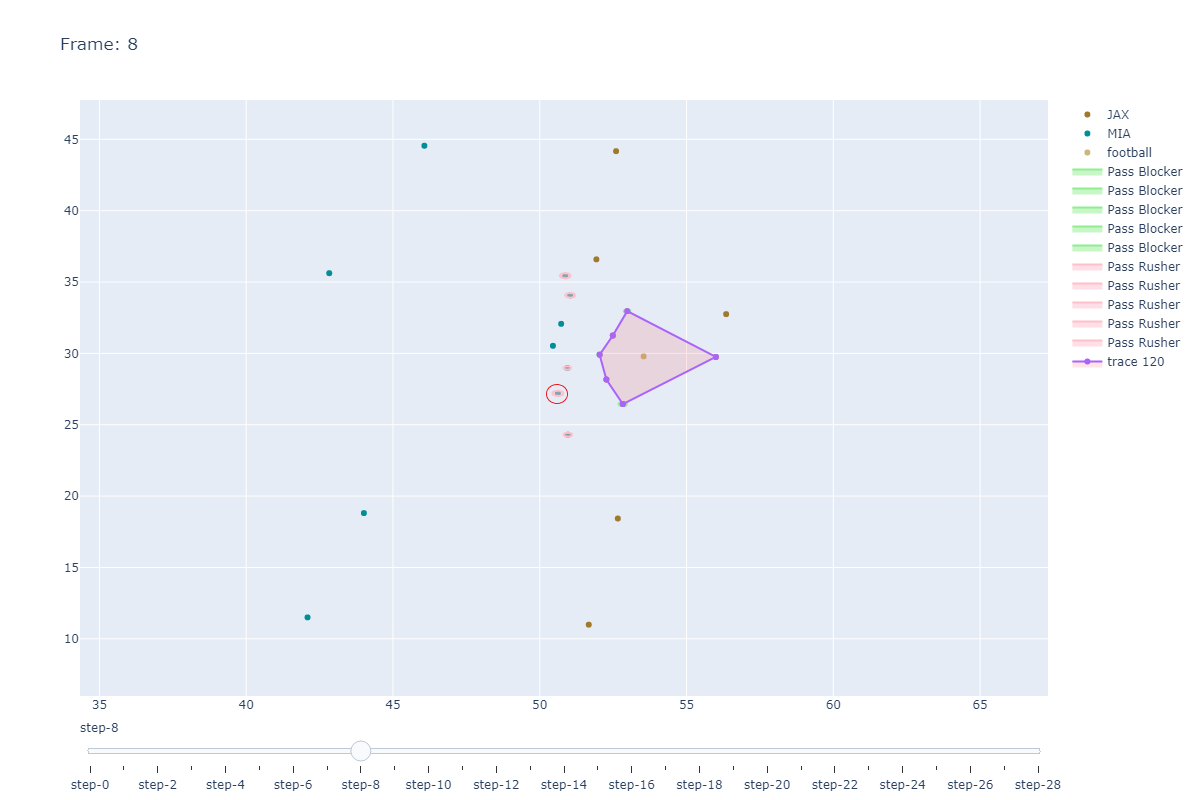 Frame: 8
JAX
MIA
football
Pass Blocker
Pass Blocker
Pass Blocker
Pass Blocker
Pass Blocker
Pass Rusher
Pass Rusher
Pass Rusher
Pass Rusher
Pass Rusher
trace 120
45
40
35
30
25
20
15
10
35 40 45 50 55 60 65
step-8
step-0 step-2 step-4 step-6 step-8 step-10 step-12 step-14 step-16 step-18 step-20 step-22 step-24 step-26 step-28